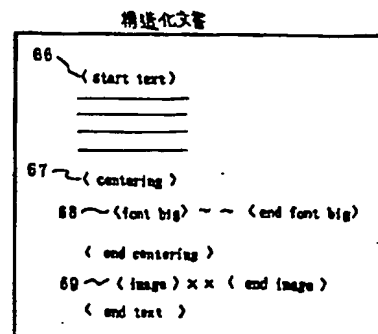 構造化文書
66 〈start text〉
67 〈centering〉
68 〈font big〉~~〈end font big〉
〈end centering〉
69 〈image〉××〈end image〉
〈end text〉